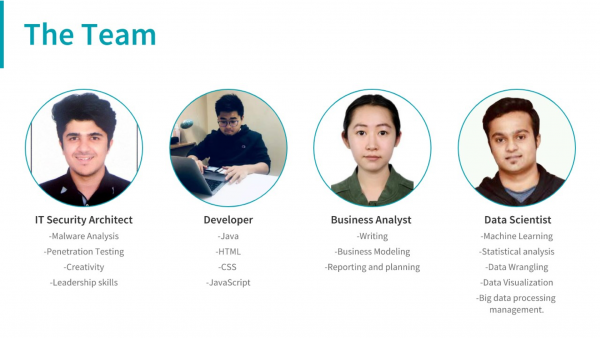 The Team
IT Security Architect
-Malware Analysis
-Penetration Testing
-Creativity
-Leadership skills
Developer
-Java
-HTML
-CSS
-JavaScript
Business Analyst
-Writing
-Business Modeling
-Reporting and planning
Data Scientist
-Machine Learning
-Statistical analysis
-Data Wrangling
-Data Visualization
-Big data processing
management.